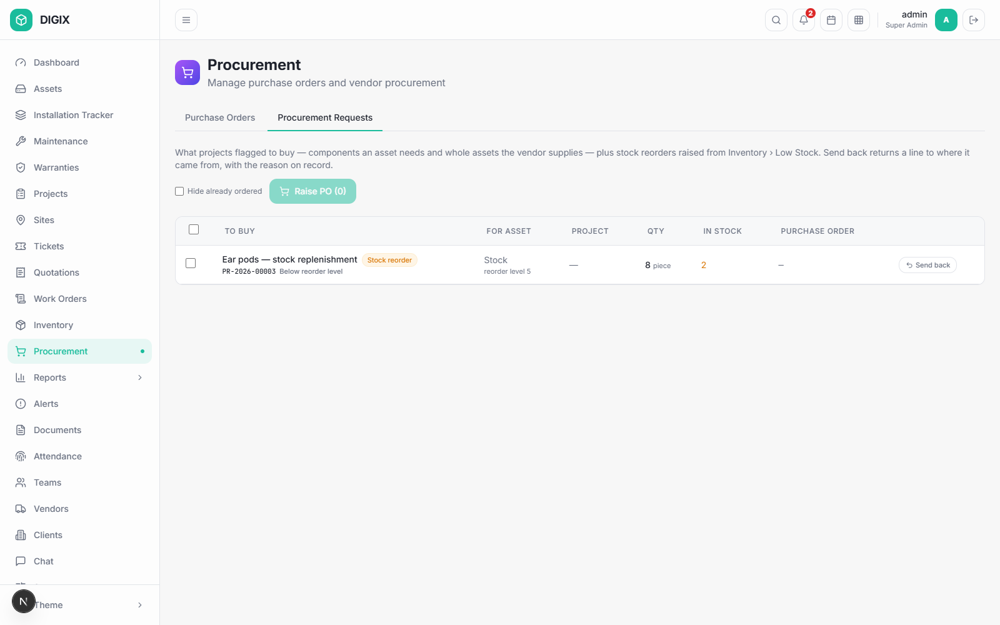 DIGIX
2
admin
Super Admin
A
Dashboard
Assets
Installation Tracker
Maintenance
Warranties
Projects
Sites
Tickets
Quotations
Work Orders
Inventory
Procurement
Reports
Alerts
Documents
Attendance
Teams
Vendors
Clients
Chat
N
Theme
Procurement
Manage purchase orders and vendor procurement
Purchase Orders
Procurement Requests
What projects flagged to buy — components an asset needs and whole assets the vendor supplies — plus stock reorders raised from Inventory › Low Stock. Send back returns a line to where it
came from, with the reason on record.
Hide already ordered
Raise PO (0)
TO BUY FOR ASSET PROJECT QTY IN STOCK PURCHASE ORDER
Ear pods — stock replenishment Stock reorder
PR-2026-00003 Below reorder level
Stock
reorder level 5
—
8 piece
2
–
Send back